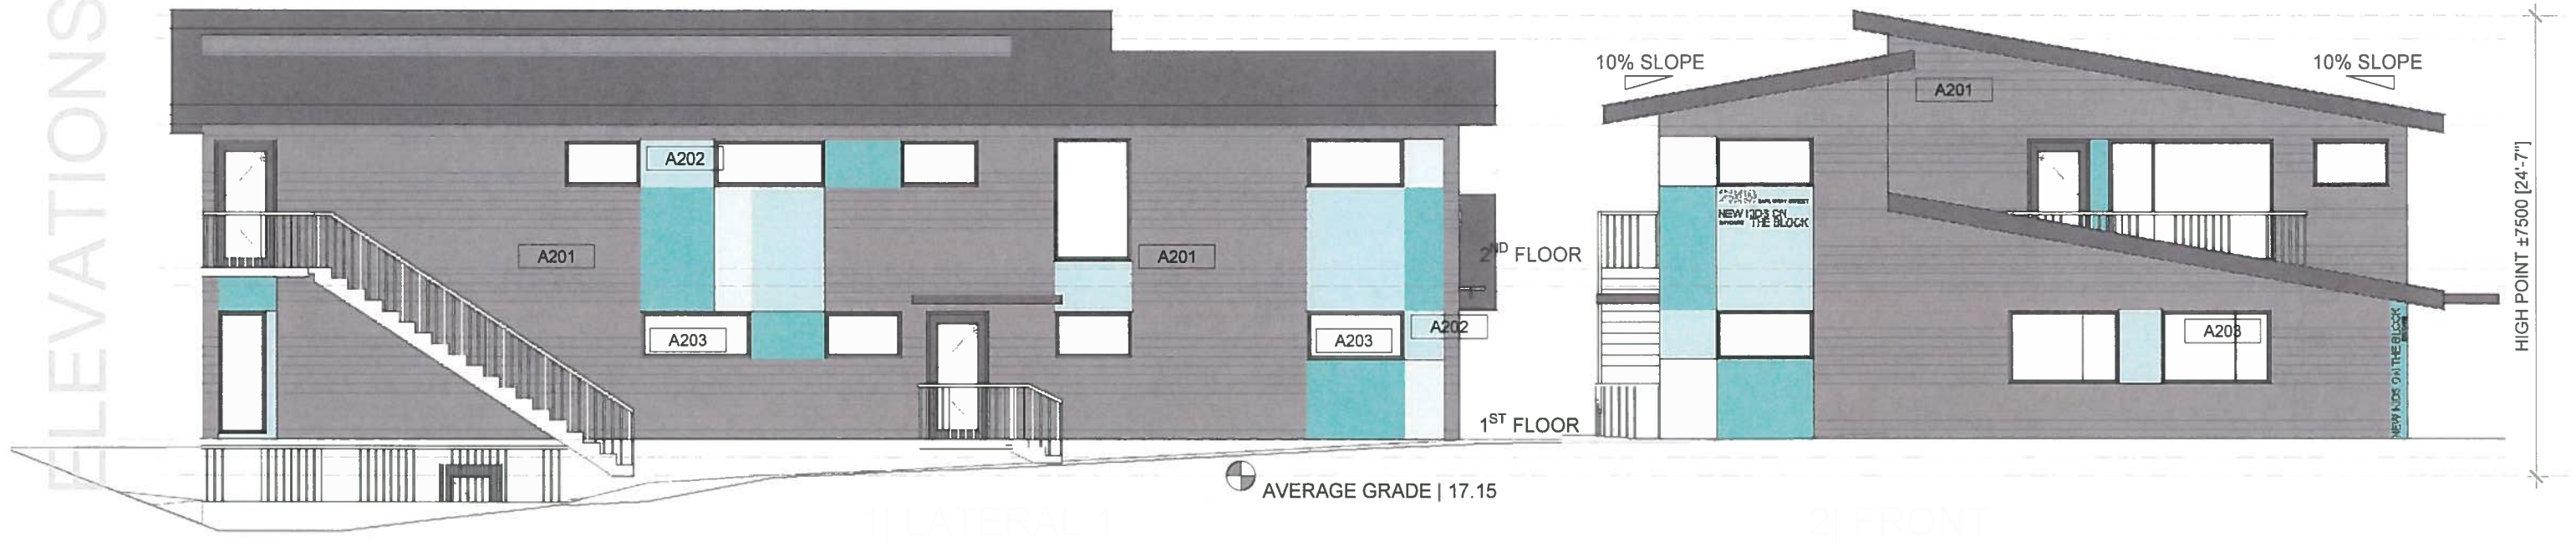 ELEVATIONS
10% SLOPE
10% SLOPE
A201
A202
A201
A201
2ND FLOOR
NEW KIDS ON
THE BLOCK
A203
A203
A202
A203
NEW KIDS ON THE BLOCK
1ST FLOOR
HIGH POINT ±7500 [24'-7"]
AVERAGE GRADE | 17.15
1| LATERAL 1
2| FRONT